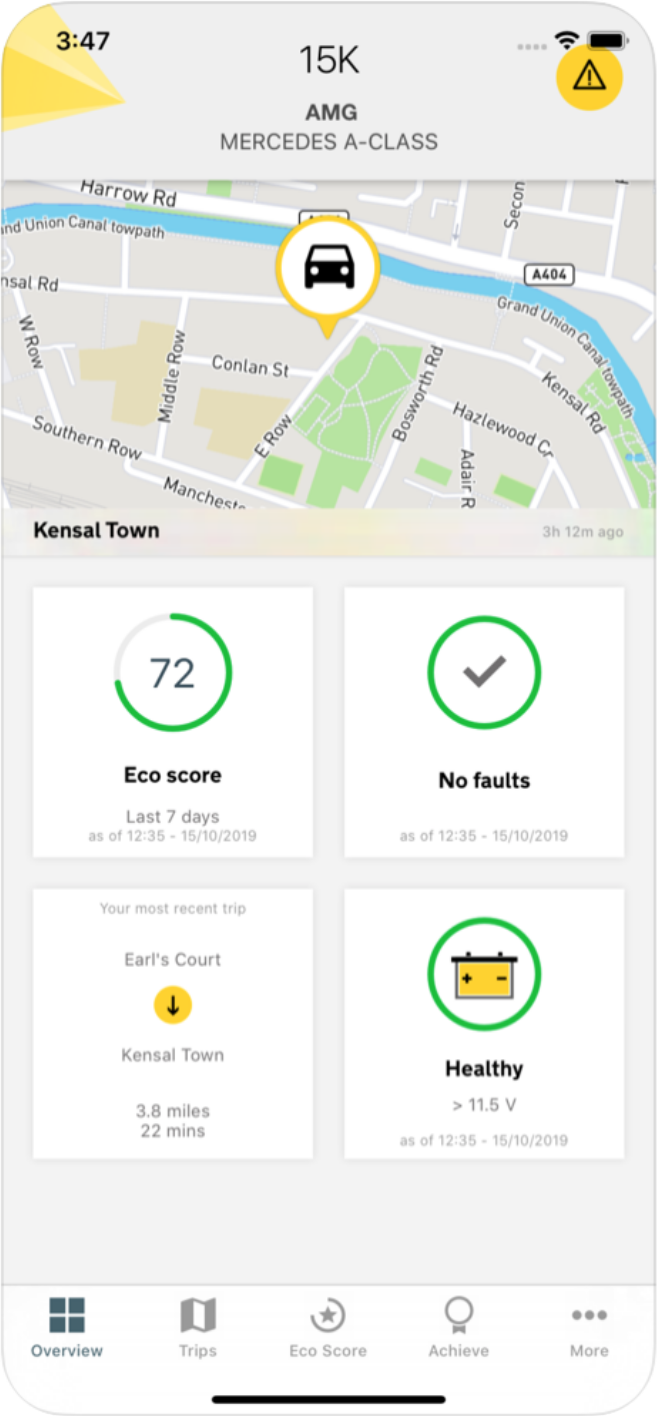 3:47
15K
AMG
MERCEDES A-CLASS
Harrow Rd
Secon
nd Union Canal towpath
A404
nsal Rd
Grand Union Canal towpath
W Row
Middle Row
Conlan St
Bosworth Rd
Kensal Rd
E Row
Hazlewood Cr
Southern Row
Adair R
Manchest
Kensal Town
3h 12m ago
72
Eco score
Last 7 days
as of 12:35 - 15/10/2019
No faults
as of 12:35 - 15/10/2019
Your most recent trip
Earl's Court
Kensal Town
3.8 miles
22 mins
+ -
Healthy
> 11.5 V
as of 12:35 - 15/10/2019
Overview
Trips
Eco Score
Achieve
More